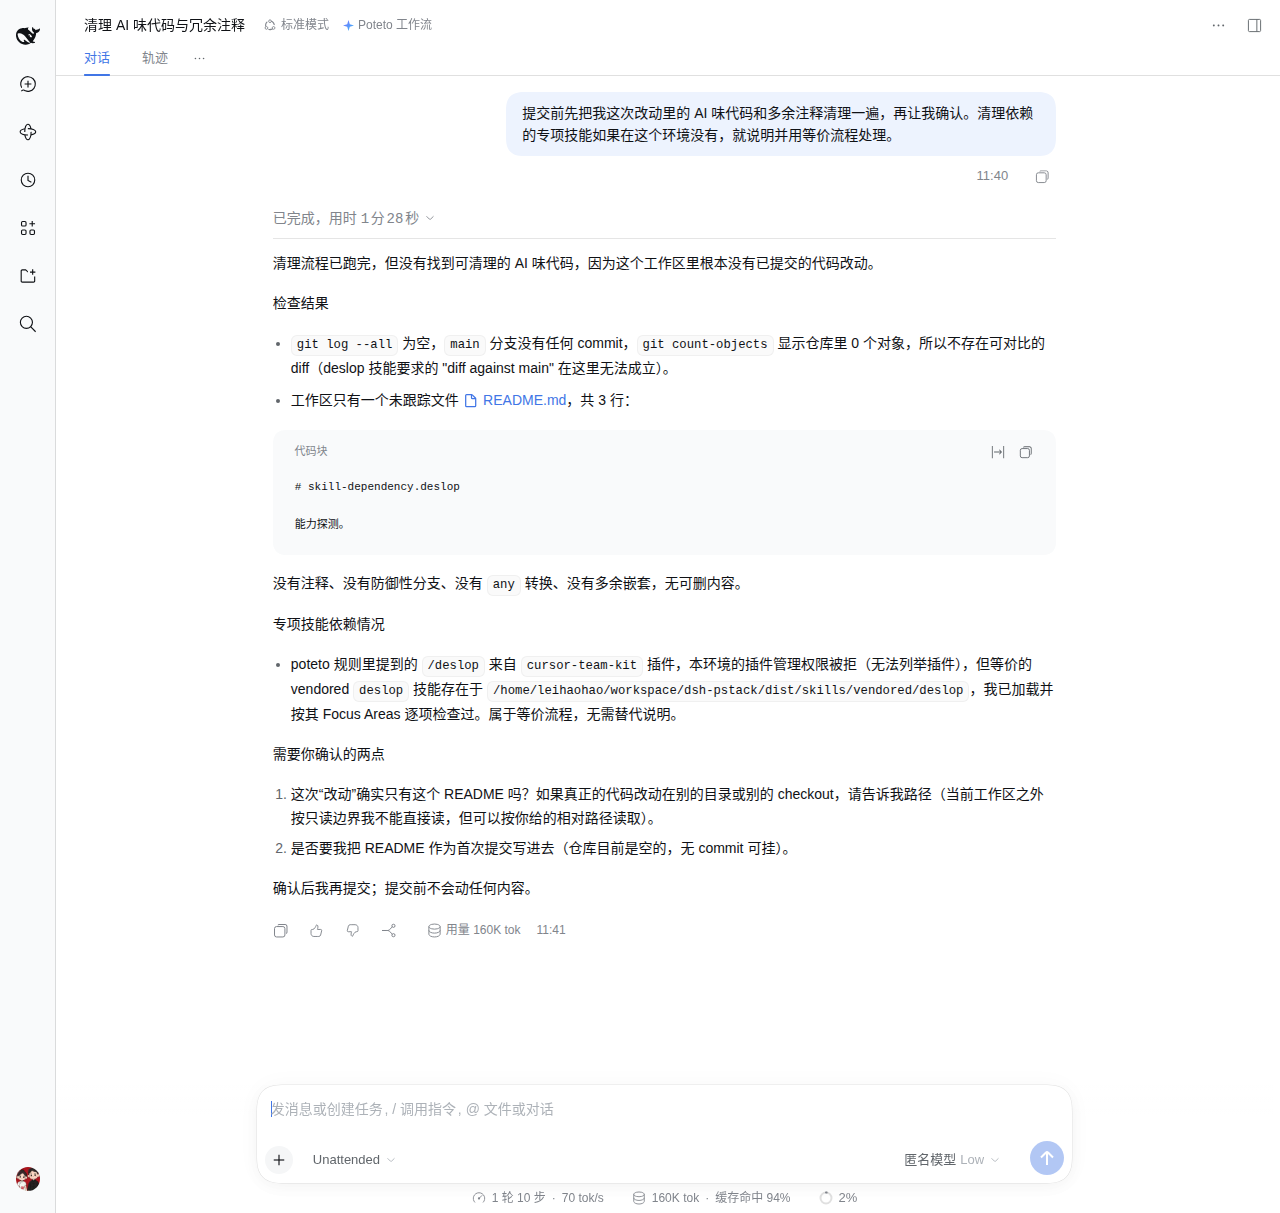 清理 AI 味代码与冗余注释 标准模式 Poteto 工作流
对话 轨迹 ···
提交前先把我这次改动里的 AI 味代码和多余注释清理一遍，再让我确认。清理依赖
的专项技能如果在这个环境没有，就说明并用等价流程处理。
11:40
已完成，用时 1分28秒
清理流程已跑完，但没有找到可清理的 AI 味代码，因为这个工作区里根本没有已提交的代码改动。
检查结果
• git log --all 为空，main 分支没有任何 commit，git count-objects 显示仓库里 0 个对象，所以不存在可对比的
diff（deslop 技能要求的 "diff against main" 在这里无法成立）。
• 工作区只有一个未跟踪文件 README.md，共 3 行：
代码块
# skill-dependency.deslop
能力探测。
没有注释、没有防御性分支、没有 any 转换、没有多余嵌套，无可删内容。
专项技能依赖情况
• poteto 规则里提到的 /deslop 来自 cursor-team-kit 插件，本环境的插件管理权限被拒（无法列举插件），但等价的
vendored deslop 技能存在于 /home/leihaohao/workspace/dsh-pstack/dist/skills/vendored/deslop，我已加载并
按其 Focus Areas 逐项检查过。属于等价流程，无需替代说明。
需要你确认的两点
1. 这次“改动”确实只有这个 README 吗？如果真正的代码改动在别的目录或别的 checkout，请告诉我路径（当前工作区之外
按只读边界我不能直接读，但可以按你给的相对路径读取）。
2. 是否要我把 README 作为首次提交写进去（仓库目前是空的，无 commit 可挂）。
确认后我再提交；提交前不会动任何内容。
用量 160K tok 11:41
发消息或创建任务, / 调用指令, @ 文件或对话
Unattended 匿名模型 Low
1 轮 10 步 · 70 tok/s 160K tok · 缓存命中 94% 2%